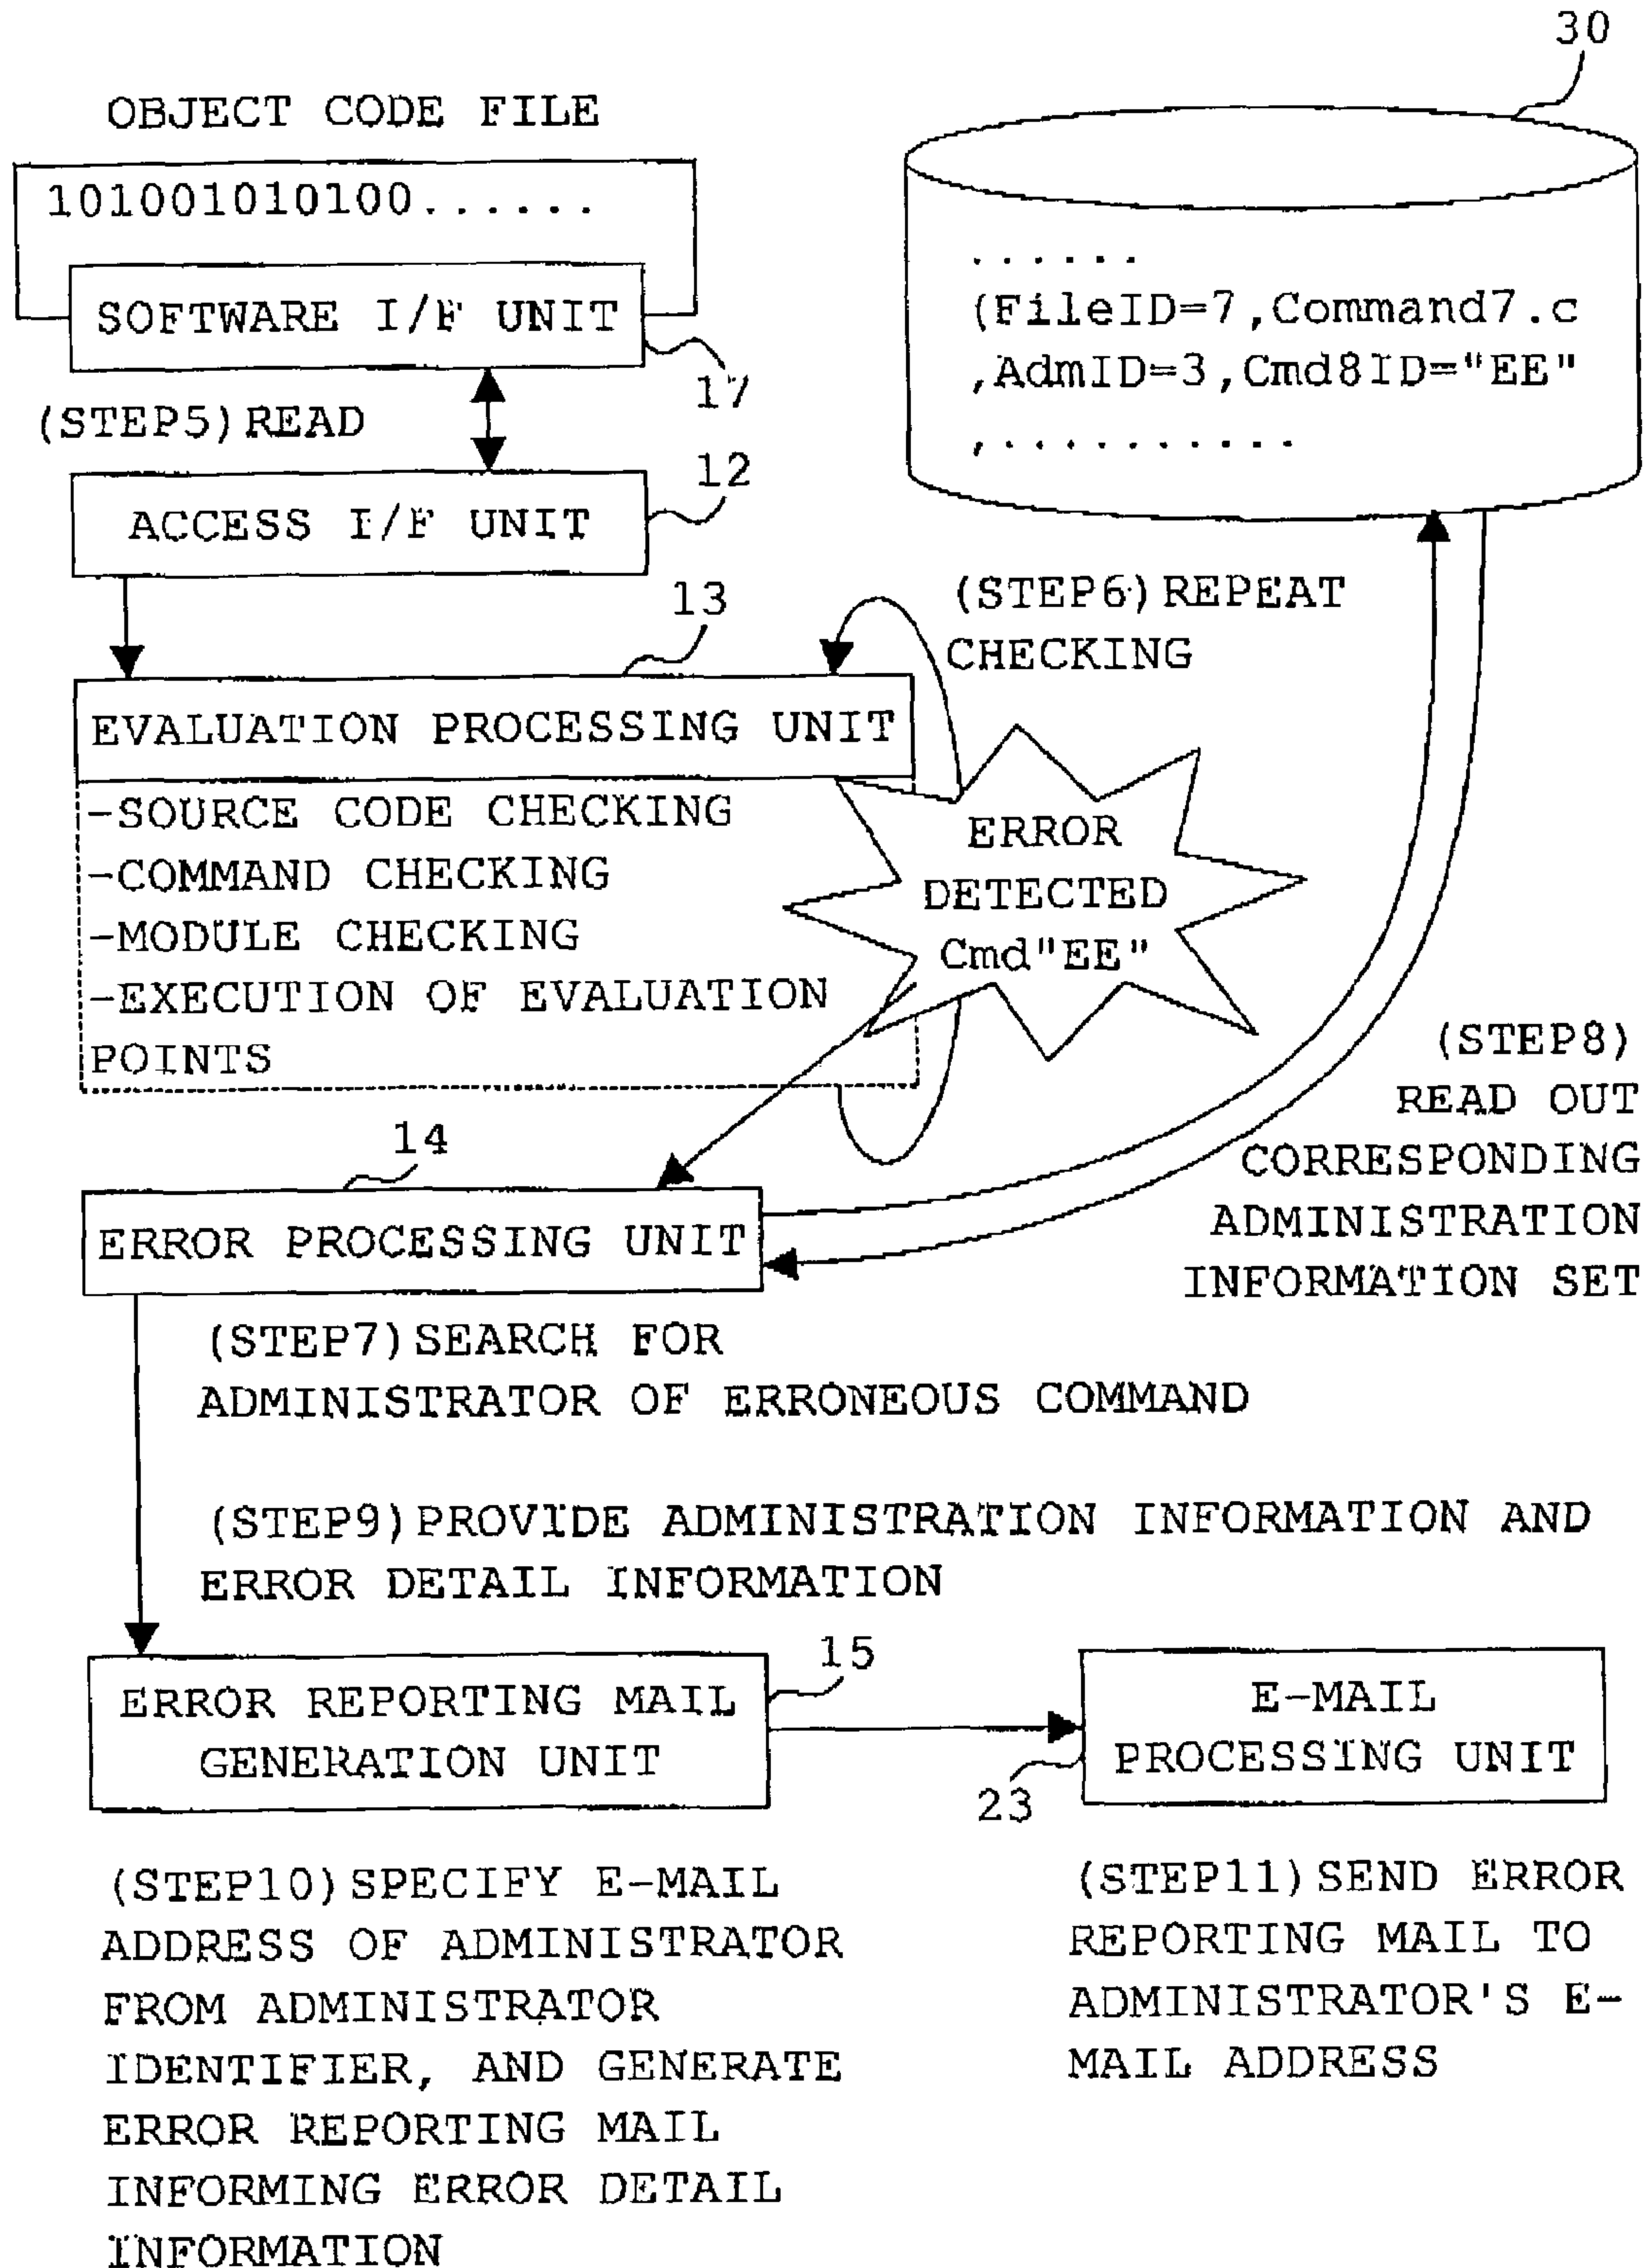 30
OBJECT CODE FILE
101001010100......
SOFTWARE I/F UNIT
17
......
(FileID=7,Command7.c
,AdmID=3,Cmd8ID="EE"
,...........
(STEP5)READ
12
ACCESS I/F UNIT
13
(STEP6)REPEAT
CHECKING
EVALUATION PROCESSING UNIT
-SOURCE CODE CHECKING
-COMMAND CHECKING
-MODULE CHECKING
-EXECUTION OF EVALUATION
POINTS
ERROR
DETECTED
Cmd"EE"
(STEP8)
READ OUT
CORRESPONDING
ADMINISTRATION
INFORMATION SET
14
ERROR PROCESSING UNIT
(STEP7)SEARCH FOR
ADMINISTRATOR OF ERRONEOUS COMMAND
(STEP9)PROVIDE ADMINISTRATION INFORMATION AND
ERROR DETAIL INFORMATION
15
ERROR REPORTING MAIL
GENERATION UNIT
23
E-MAIL
PROCESSING UNIT
(STEP10)SPECIFY E-MAIL
ADDRESS OF ADMINISTRATOR
FROM ADMINISTRATOR
IDENTIFIER, AND GENERATE
ERROR REPORTING MAIL
INFORMING ERROR DETAIL
INFORMATION
(STEP11)SEND ERROR
REPORTING MAIL TO
ADMINISTRATOR'S E-
MAIL ADDRESS